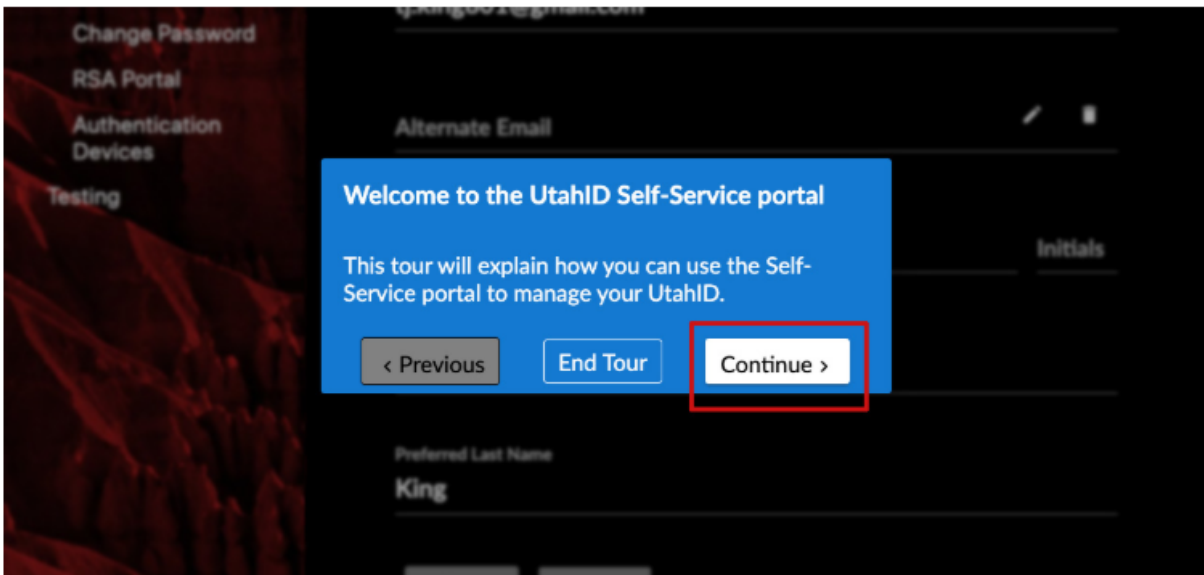 Change Password
RSA Portal
Authentication
Devices
Testing
Alternate Email
Welcome to the UtahID Self-Service portal
This tour will explain how you can use the Self-
Service portal to manage your UtahID.
‹ Previous
End Tour
Continue ›
Initials
Preferred Last Name
King